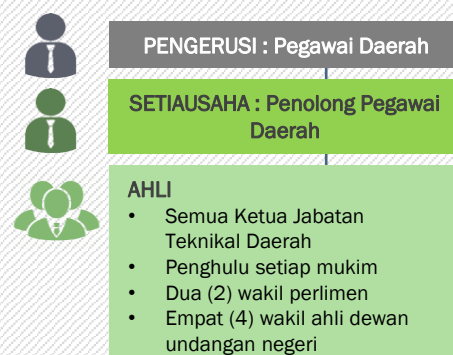 PENGERUSI : Pegawai Daerah
SETIAUSAHA : Penolong Pegawai
Daerah
AHLI
• Semua Ketua Jabatan
Teknikal Daerah
• Penghulu setiap mukim
• Dua (2) wakil perlimen
• Empat (4) wakil ahli dewan
undangan negeri